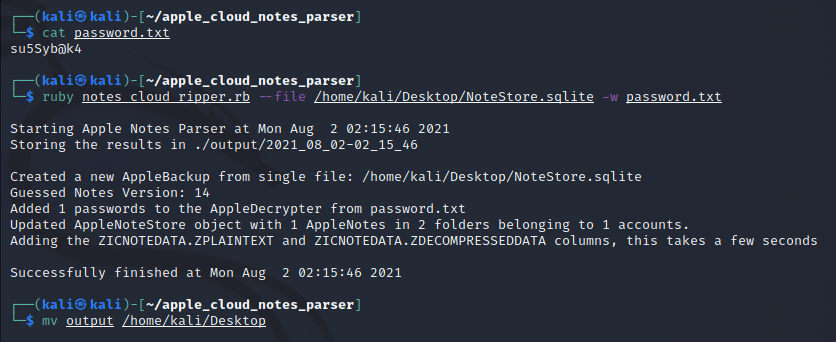 ┌──(kali㉿kali)-[~/apple_cloud_notes_parser]
└─$ cat password.txt
su5Syb@k4
┌──(kali㉿kali)-[~/apple_cloud_notes_parser]
└─$ ruby notes_cloud_ripper.rb --file /home/kali/Desktop/NoteStore.sqlite -w password.txt
Starting Apple Notes Parser at Mon Aug  2 02:15:46 2021
Storing the results in ./output/2021_08_02-02_15_46
Created a new AppleBackup from single file: /home/kali/Desktop/NoteStore.sqlite
Guessed Notes Version: 14
Added 1 passwords to the AppleDecrypter from password.txt
Updated AppleNoteStore object with 1 AppleNotes in 2 folders belonging to 1 accounts.
Adding the ZICNOTEDATA.ZPLAINTEXT and ZICNOTEDATA.ZDECOMPRESSEDDATA columns, this takes a few seconds
Successfully finished at Mon Aug  2 02:15:46 2021
┌──(kali㉿kali)-[~/apple_cloud_notes_parser]
└─$ mv output /home/kali/Desktop